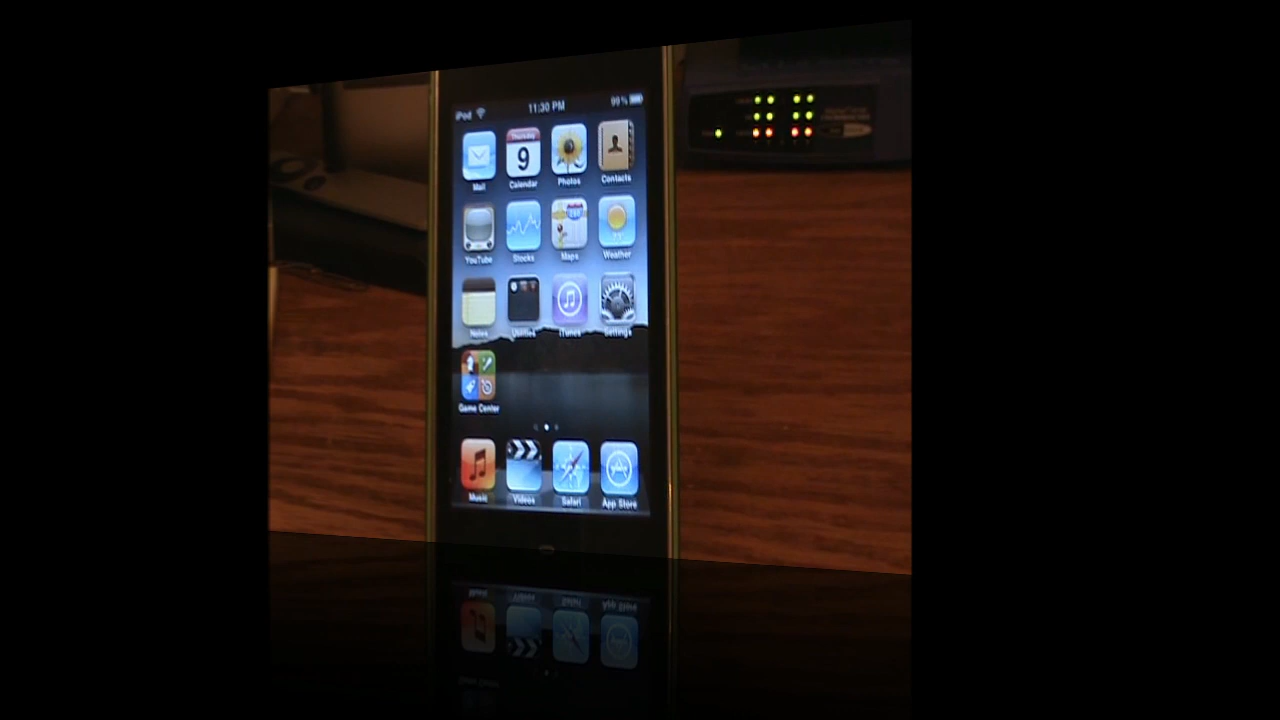 iPod 11:30 PM 99%
Thursday
9
Mail Calendar Photos Contacts
YouTube Stocks Maps Weather
Notes Utilities iTunes Settings
Game Center
Music Videos Safari App Store